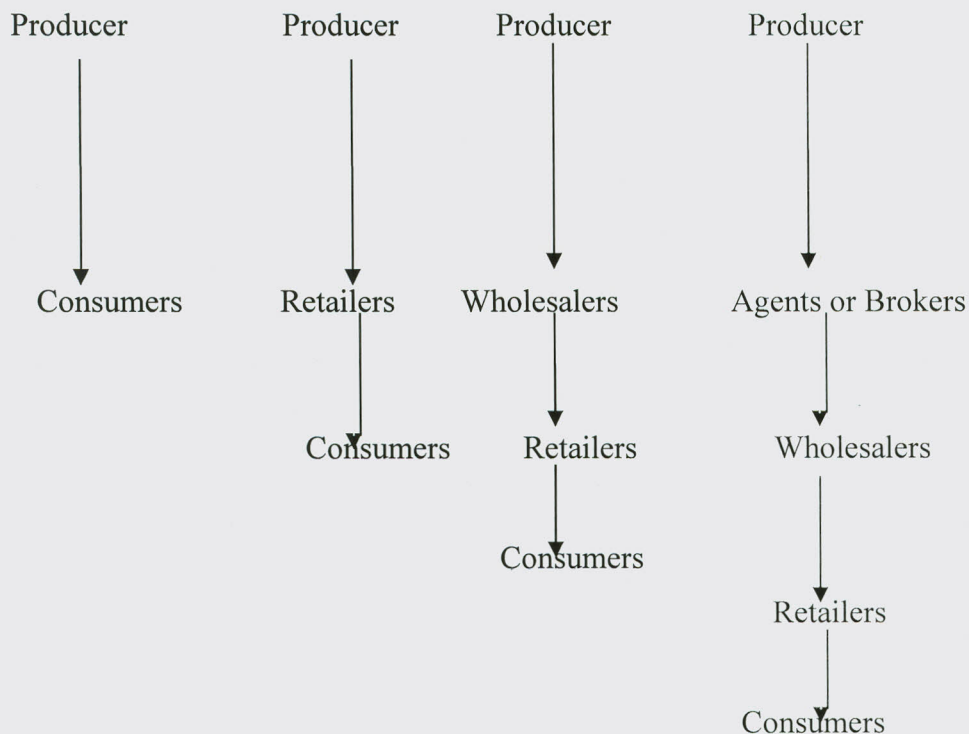 Producer Producer Producer Producer
Consumers Retailers Wholesalers Agents or Brokers
Consumers Retailers Wholesalers
Consumers
Retailers
Consumers